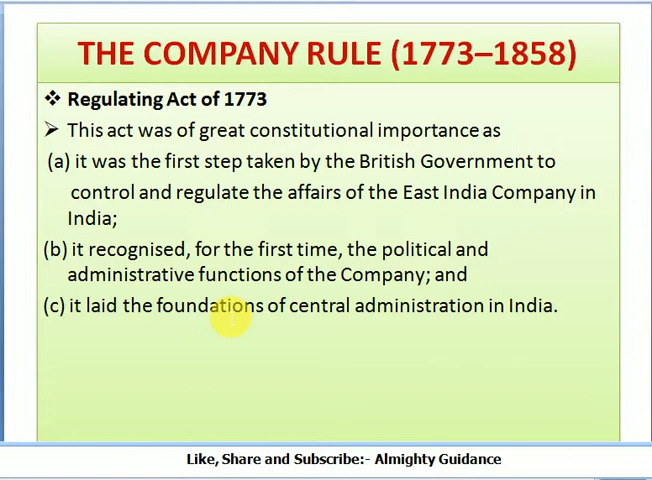 THE COMPANY RULE (1773–1858)
❖ Regulating Act of 1773
➤ This act was of great constitutional importance as
(a) it was the first step taken by the British Government to
control and regulate the affairs of the East India Company in
India;
(b) it recognised, for the first time, the political and
administrative functions of the Company; and
(c) it laid the foundations of central administration in India.
Like, Share and Subscribe:- Almighty Guidance